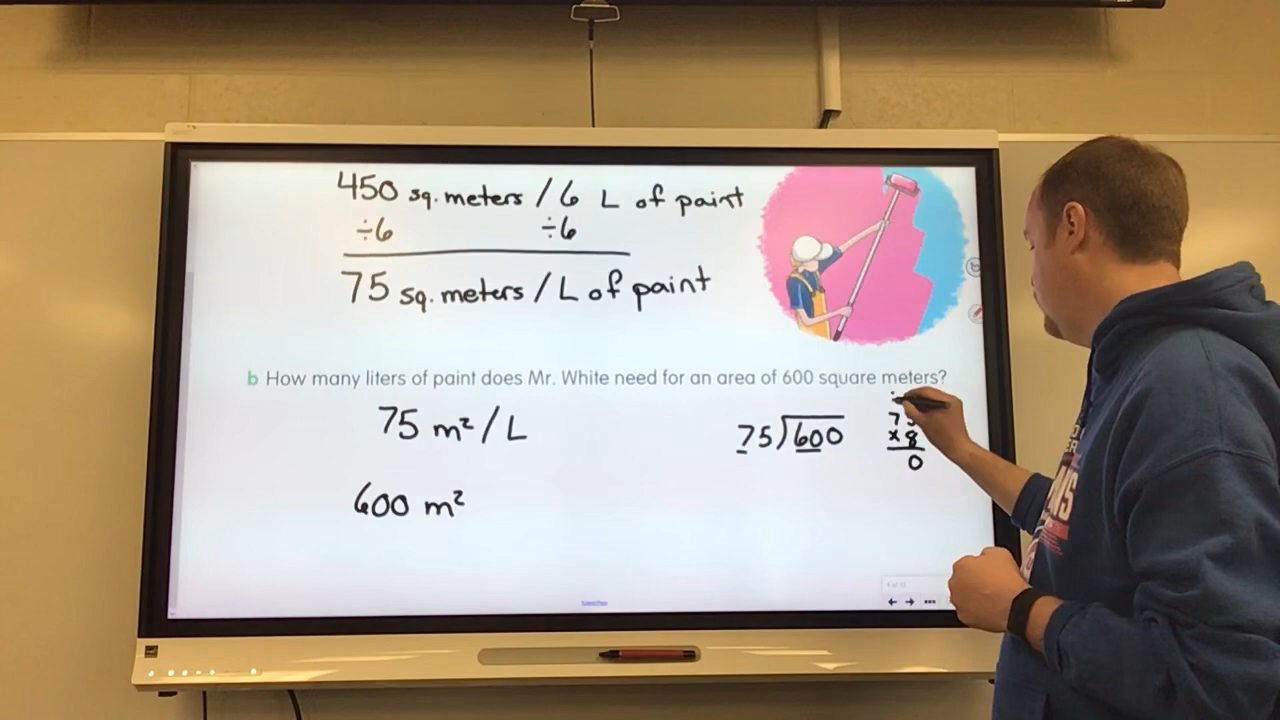 450 sq. meters / 6 L of paint
÷6 ÷6
75 sq. meters / L of paint
b How many liters of paint does Mr. White need for an area of 600 square meters?
75 m² / L
75)600
x 8
0
600 m²